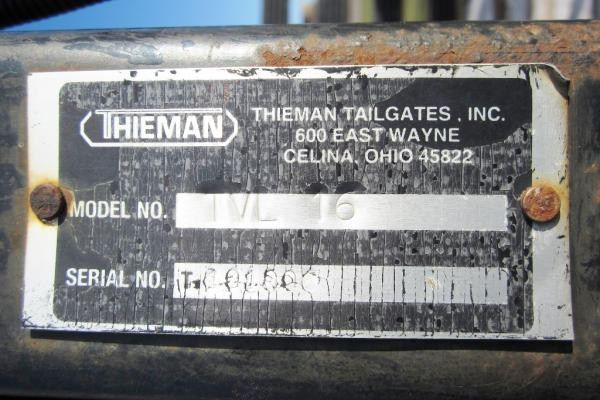 THIEMAN
THIEMAN TAILGATES, INC.
600 EAST WAYNE
CELINA, OHIO 45822
MODEL NO. TVL 16
SERIAL NO.